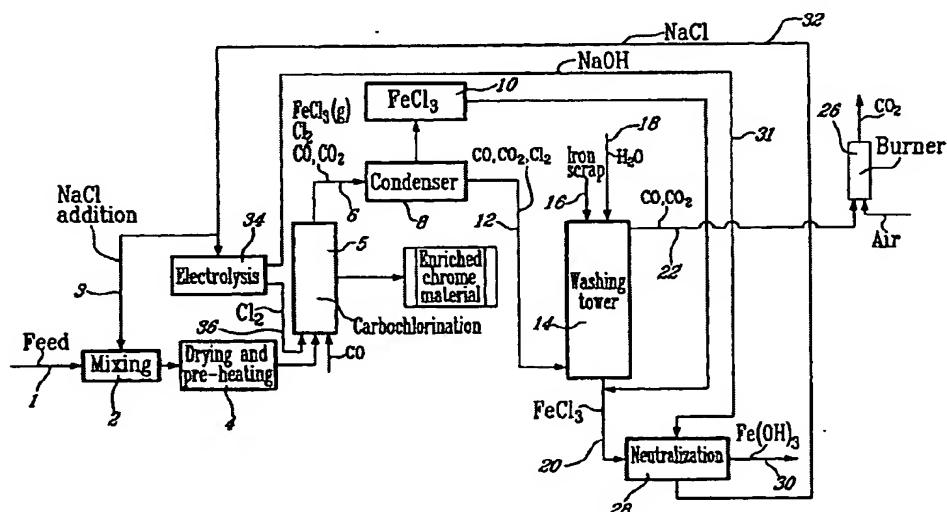 NaCl
32
NaOH
10
FeCl3
FeCl3(g)
Cl2
CO, CO2
6
Condenser
8
CO,CO2,Cl2
12
Iron
scrap
16
18
H2O
31
26
CO2
Burner
Air
CO,CO2
22
NaCl
addition
3
34
Electrolysis
Cl2
36
5
Carbochlorination
CO
Enriched
chrome
material
Washing
tower
14
Feed
1
Mixing
2
Drying and
pre-heating
4
FeCl3
20
Neutralization
28
Fe(OH)3
30